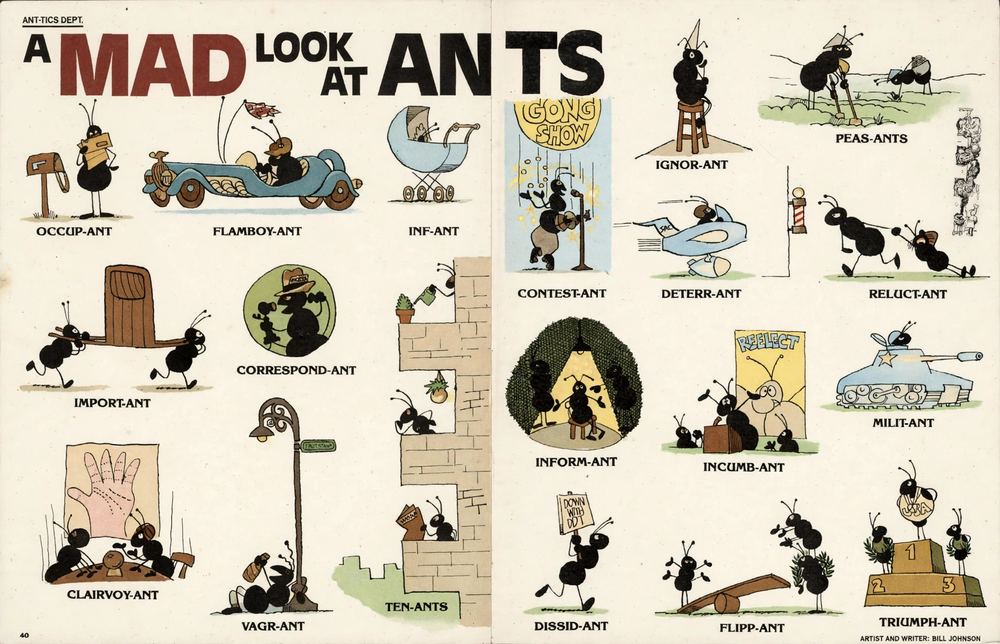 ANT-TICS DEPT.
A MAD LOOK AT ANTS
GONG
SHOW
OCCUP-ANT
FLAMBOY-ANT
INF-ANT
CONTEST-ANT
IGNOR-ANT
PEAS-ANTS
SAC
DETERR-ANT
RELUCT-ANT
IMPORT-ANT
CORRESPOND-ANT
INFORM-ANT
REELECT
INCUMB-ANT
MILIT-ANT
CLAIRVOY-ANT
VAGR-ANT
TEN-ANTS
DOWN
WITH
DDT
DISSID-ANT
FLIPP-ANT
USA
1
2
3
TRIUMPH-ANT
40
ARTIST AND WRITER: BILL JOHNSON